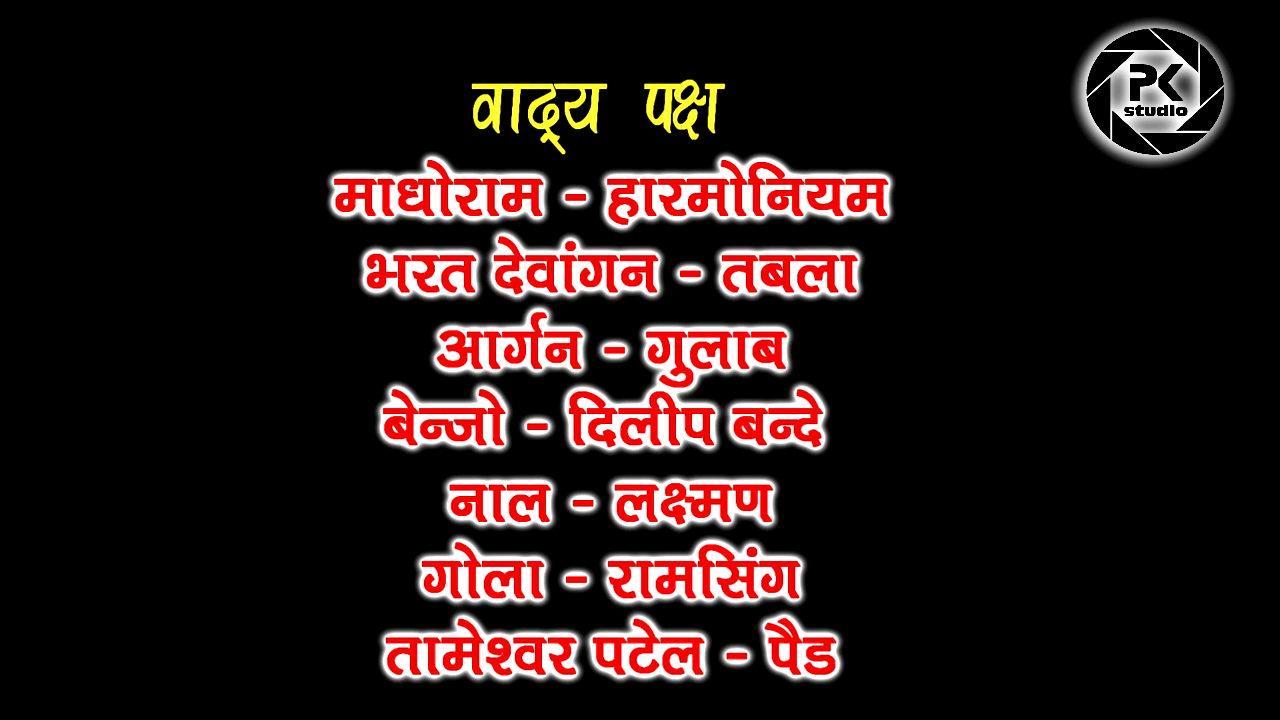 PK
studio
वाद्य पक्ष
माधोराम - हारमोनियम
भरत देवांगन - तबला
आर्गन - गुलाब
बेन्जो - दिलीप बन्दे
नाल - लक्ष्मण
गोला - रामसिंग
तामेश्वर पटेल - पैड